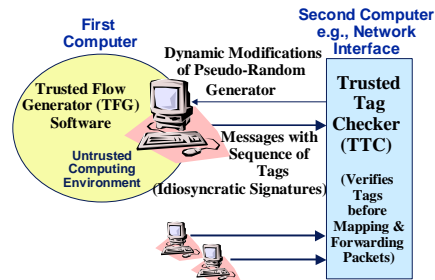 First
Computer
Second Computer
e.g., Network
Interface
Dynamic Modifications
of Pseudo-Random
Generator
Trusted Flow
Generator (TFG)
Software
Untrusted
Computing
Environment
Messages with
Sequence of
Tags
(Idiosyncratic Signatures)
Trusted
Tag
Checker
(TTC)
(Verifies
Tags
before
Mapping &
Forwarding
Packets)